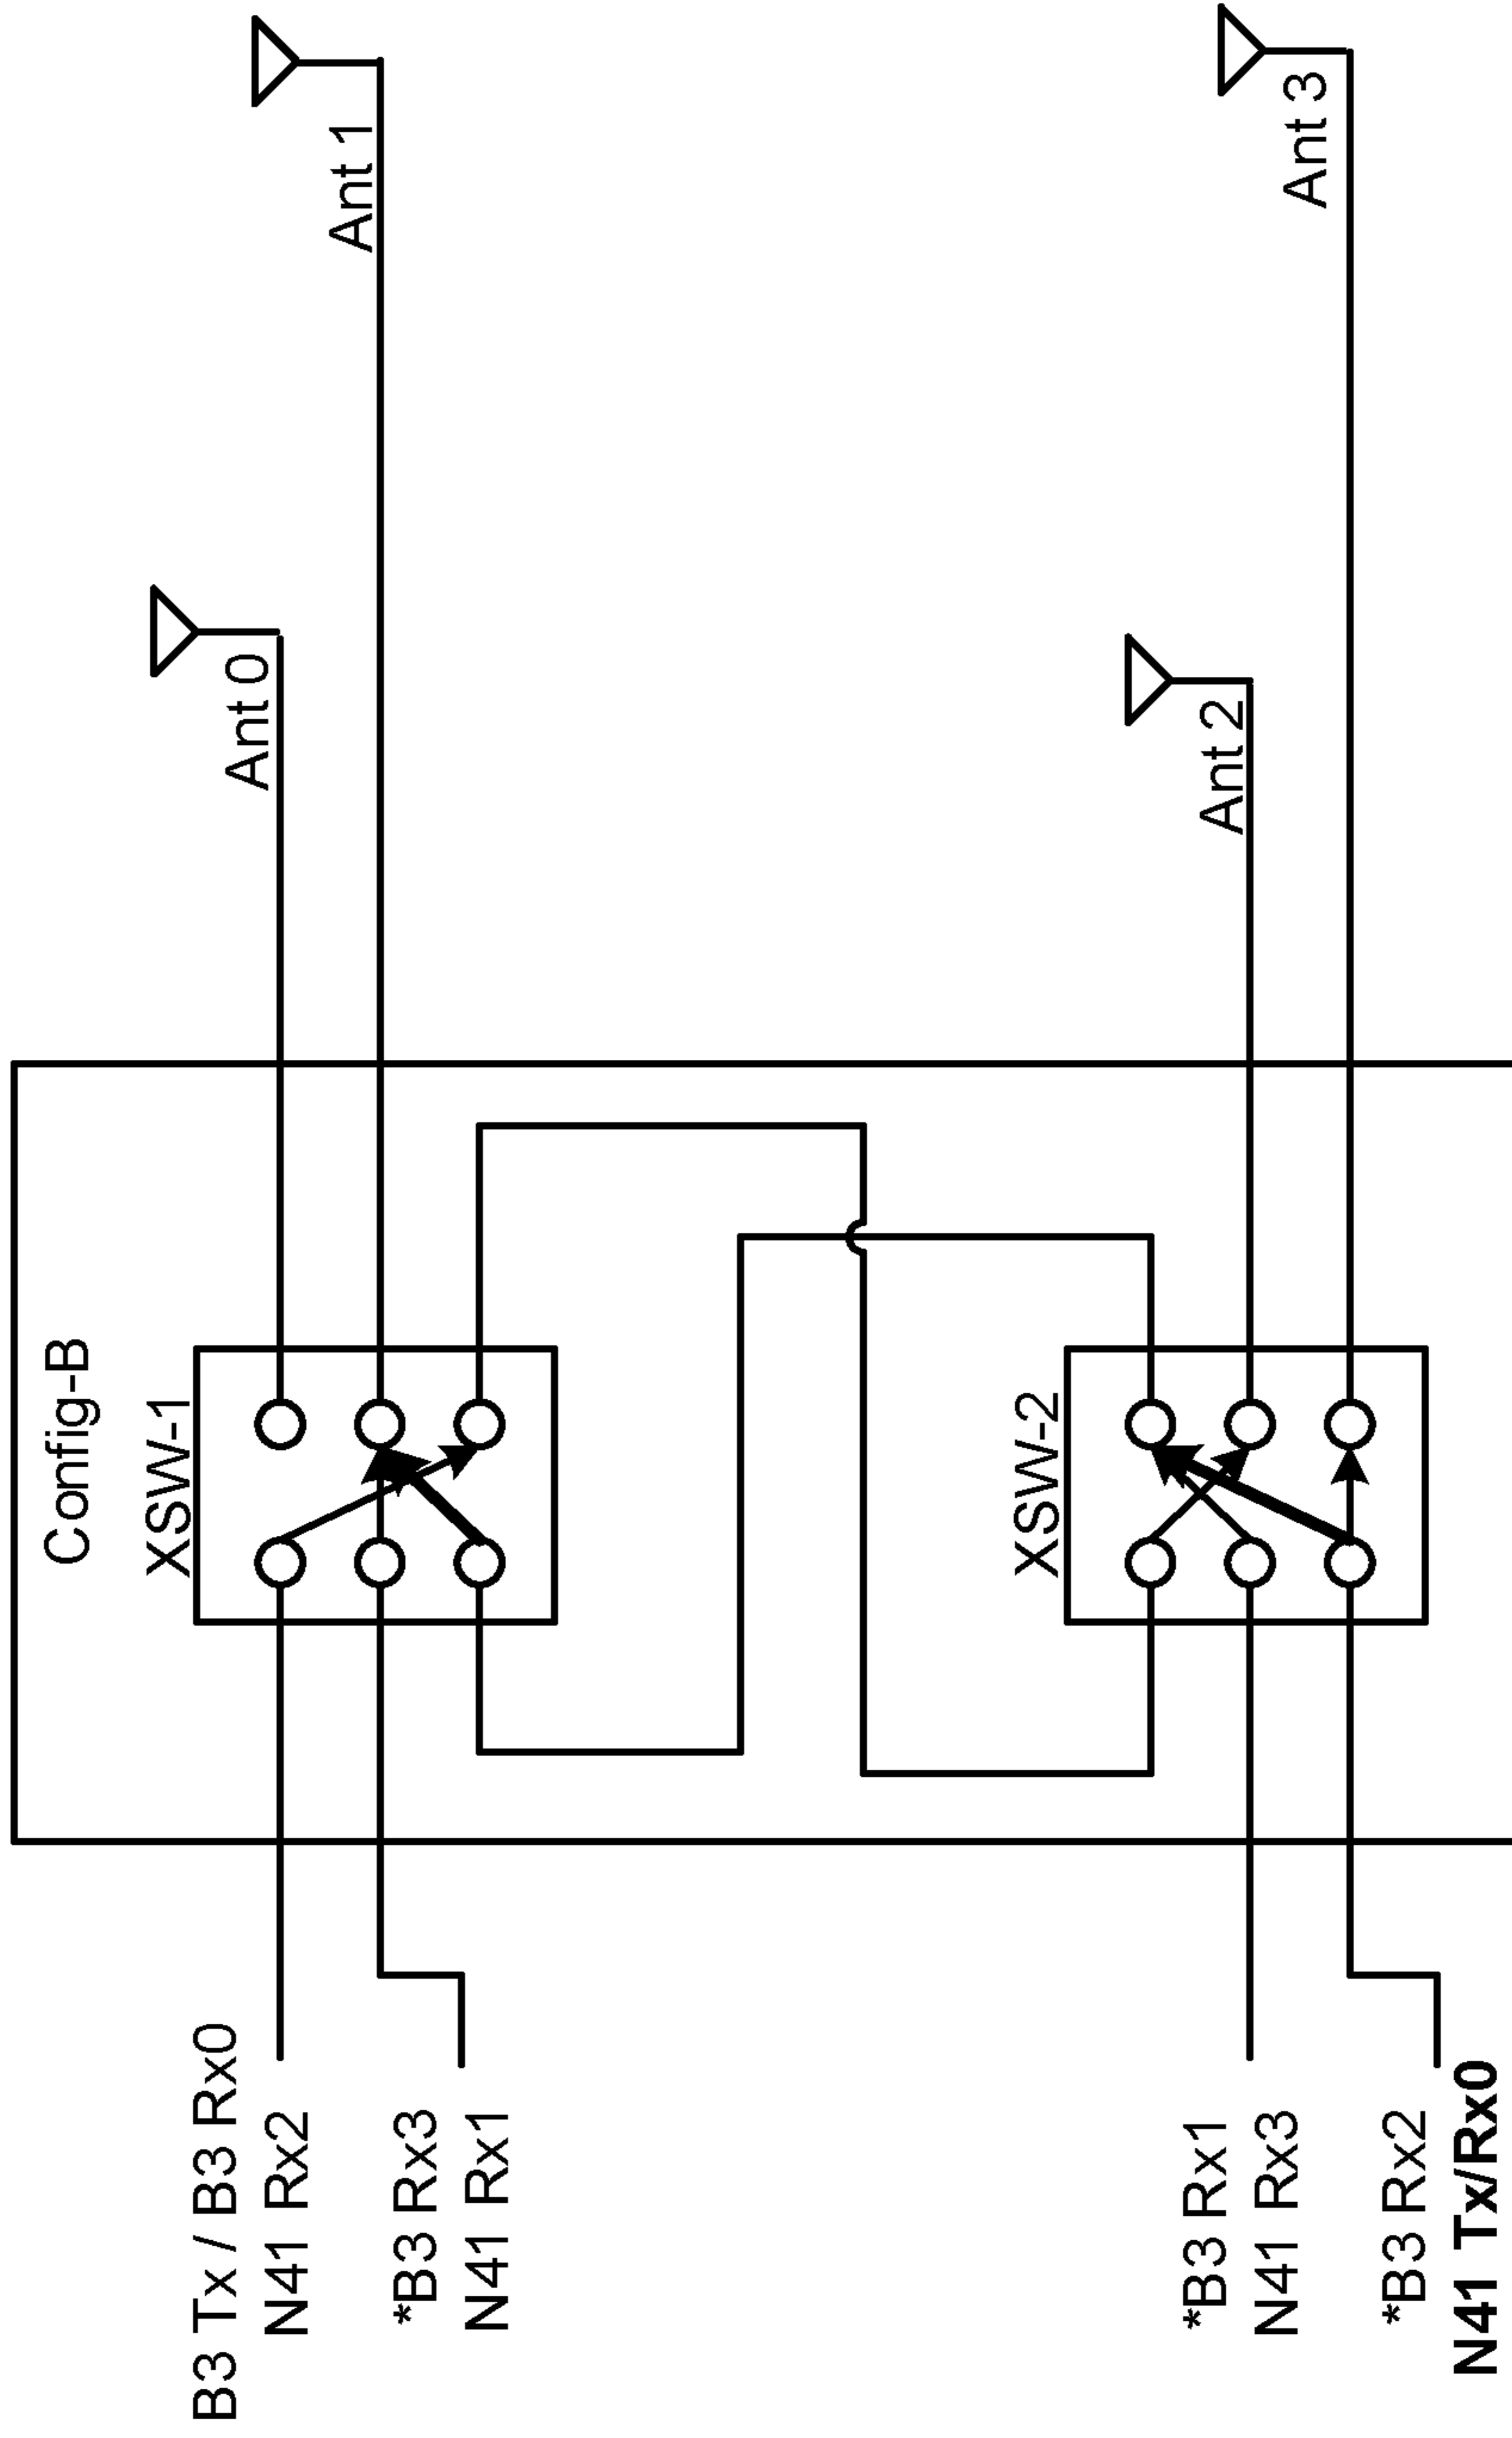 Config-B
XSW-1
XSW-2
Ant 0
Ant 1
Ant 2
Ant 3
B3 Tx / B3 Rx0
N41 Rx2
*B3 Rx3
N41 Rx1
*B3 Rx1
N41 Rx3
*B3 Rx2
N41 Tx/Rx0